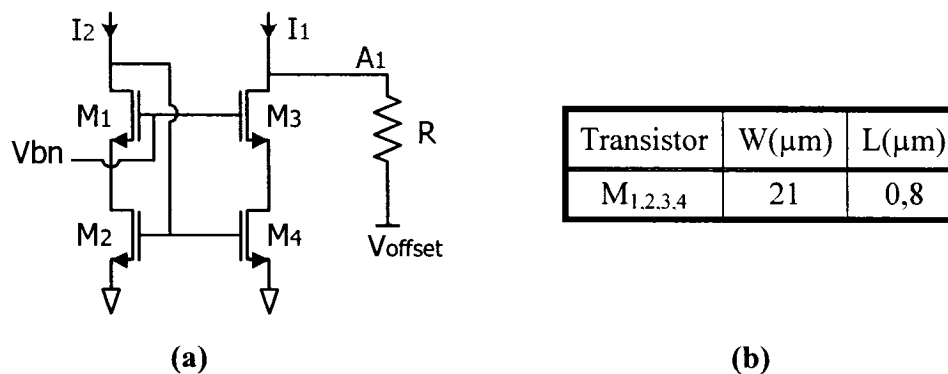 I2 I1
A1
M1 M3
R
Vbn
M2 M4
Voffset
(a)
Transistor W(μm) L(μm)
M1,2,3,4 21 0,8
(b)